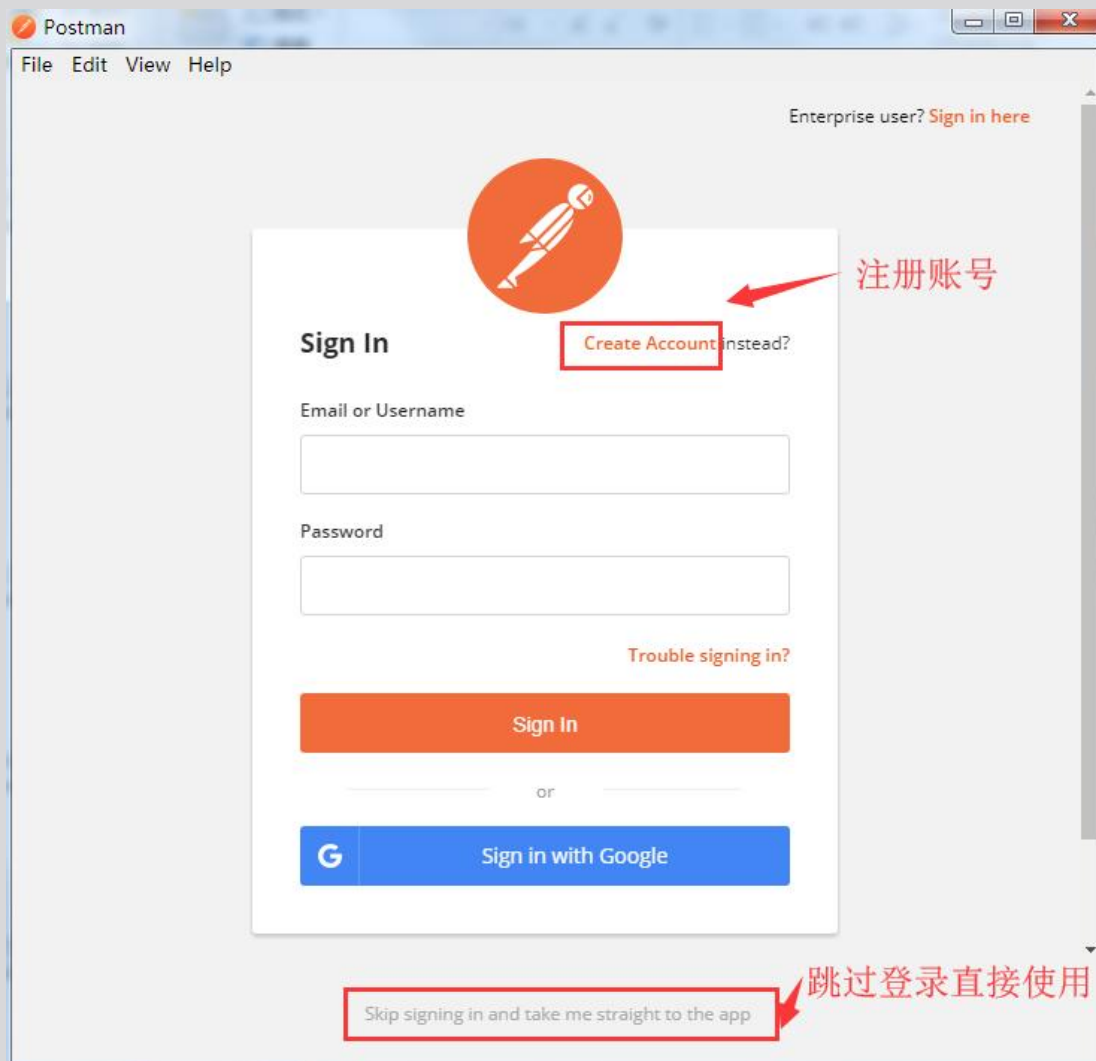 Postman
File Edit View Help
Enterprise user? Sign in here
注册账号
Sign In
Create Account instead?
Email or Username
Password
Trouble signing in?
Sign In
or
G Sign in with Google
跳过登录直接使用
Skip signing in and take me straight to the app